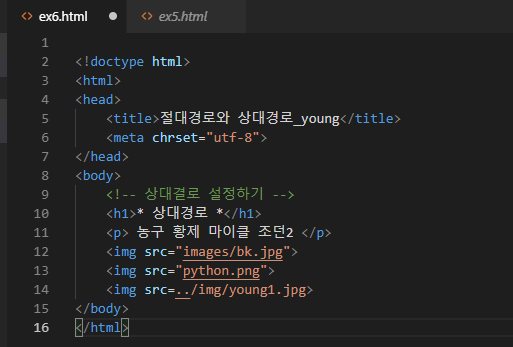 ex6.html ex5.html
1
2 <!doctype html>
3 <html>
4 <head>
5 <title>절대경로와 상대경로_young</title>
6 <meta chrset="utf-8">
7 </head>
8 <body>
9 <!-- 상대결로 설정하기 -->
10 <h1>* 상대경로 *</h1>
11 <p> 농구 황제 마이클 조던2 </p>
12 <img src="images/bk.jpg">
13 <img src="python.png">
14 <img src=../img/young1.jpg>
15 </body>
16 </html>